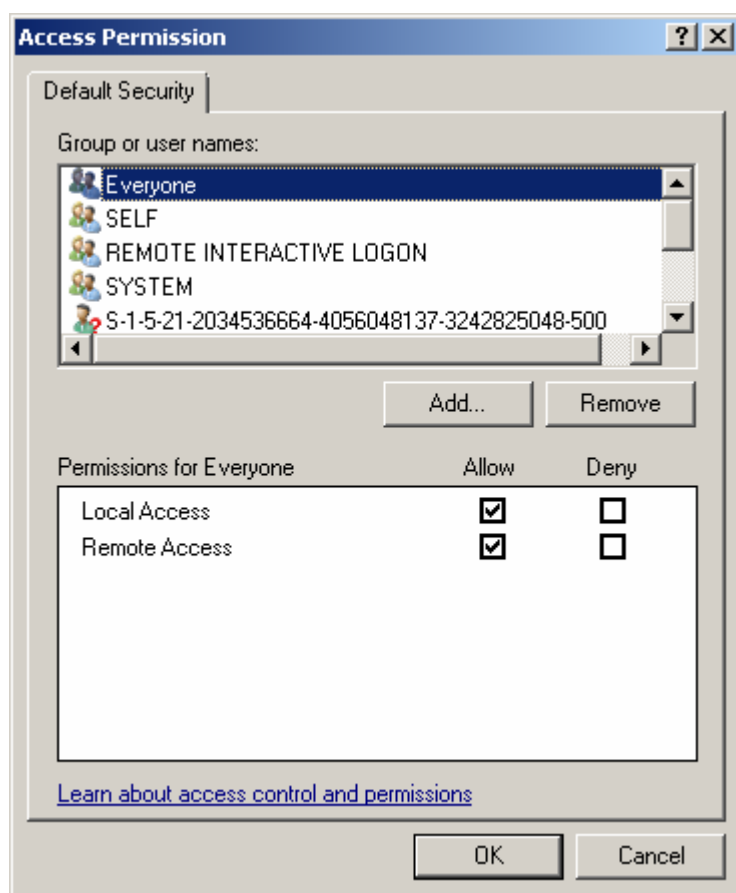 Access Permission
Default Security
Group or user names:
Everyone
SELF
REMOTE INTERACTIVE LOGON
SYSTEM
S-1-5-21-2034536664-4056048137-3242825048-500
Add... Remove
Permissions for Everyone Allow Deny
Local Access
Remote Access
Learn about access control and permissions
OK Cancel